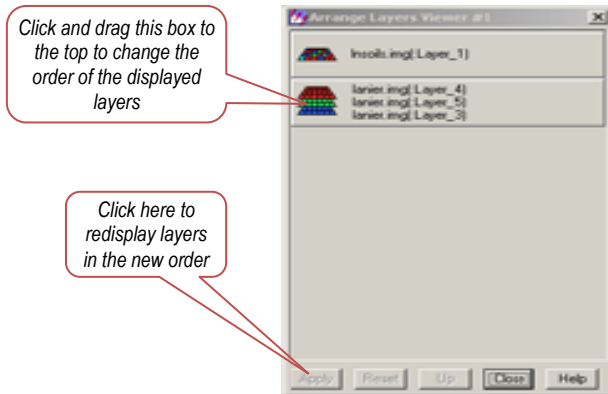 Click and drag this box to
the top to change the
order of the displayed
layers
Arrange Layers Viewer #1
lnsoils.img(:Layer_1)
lanier.img(:Layer_4)
lanier.img(:Layer_5)
lanier.img(:Layer_3)
Click here to
redisplay layers
in the new order
Apply Reset Up Close Help